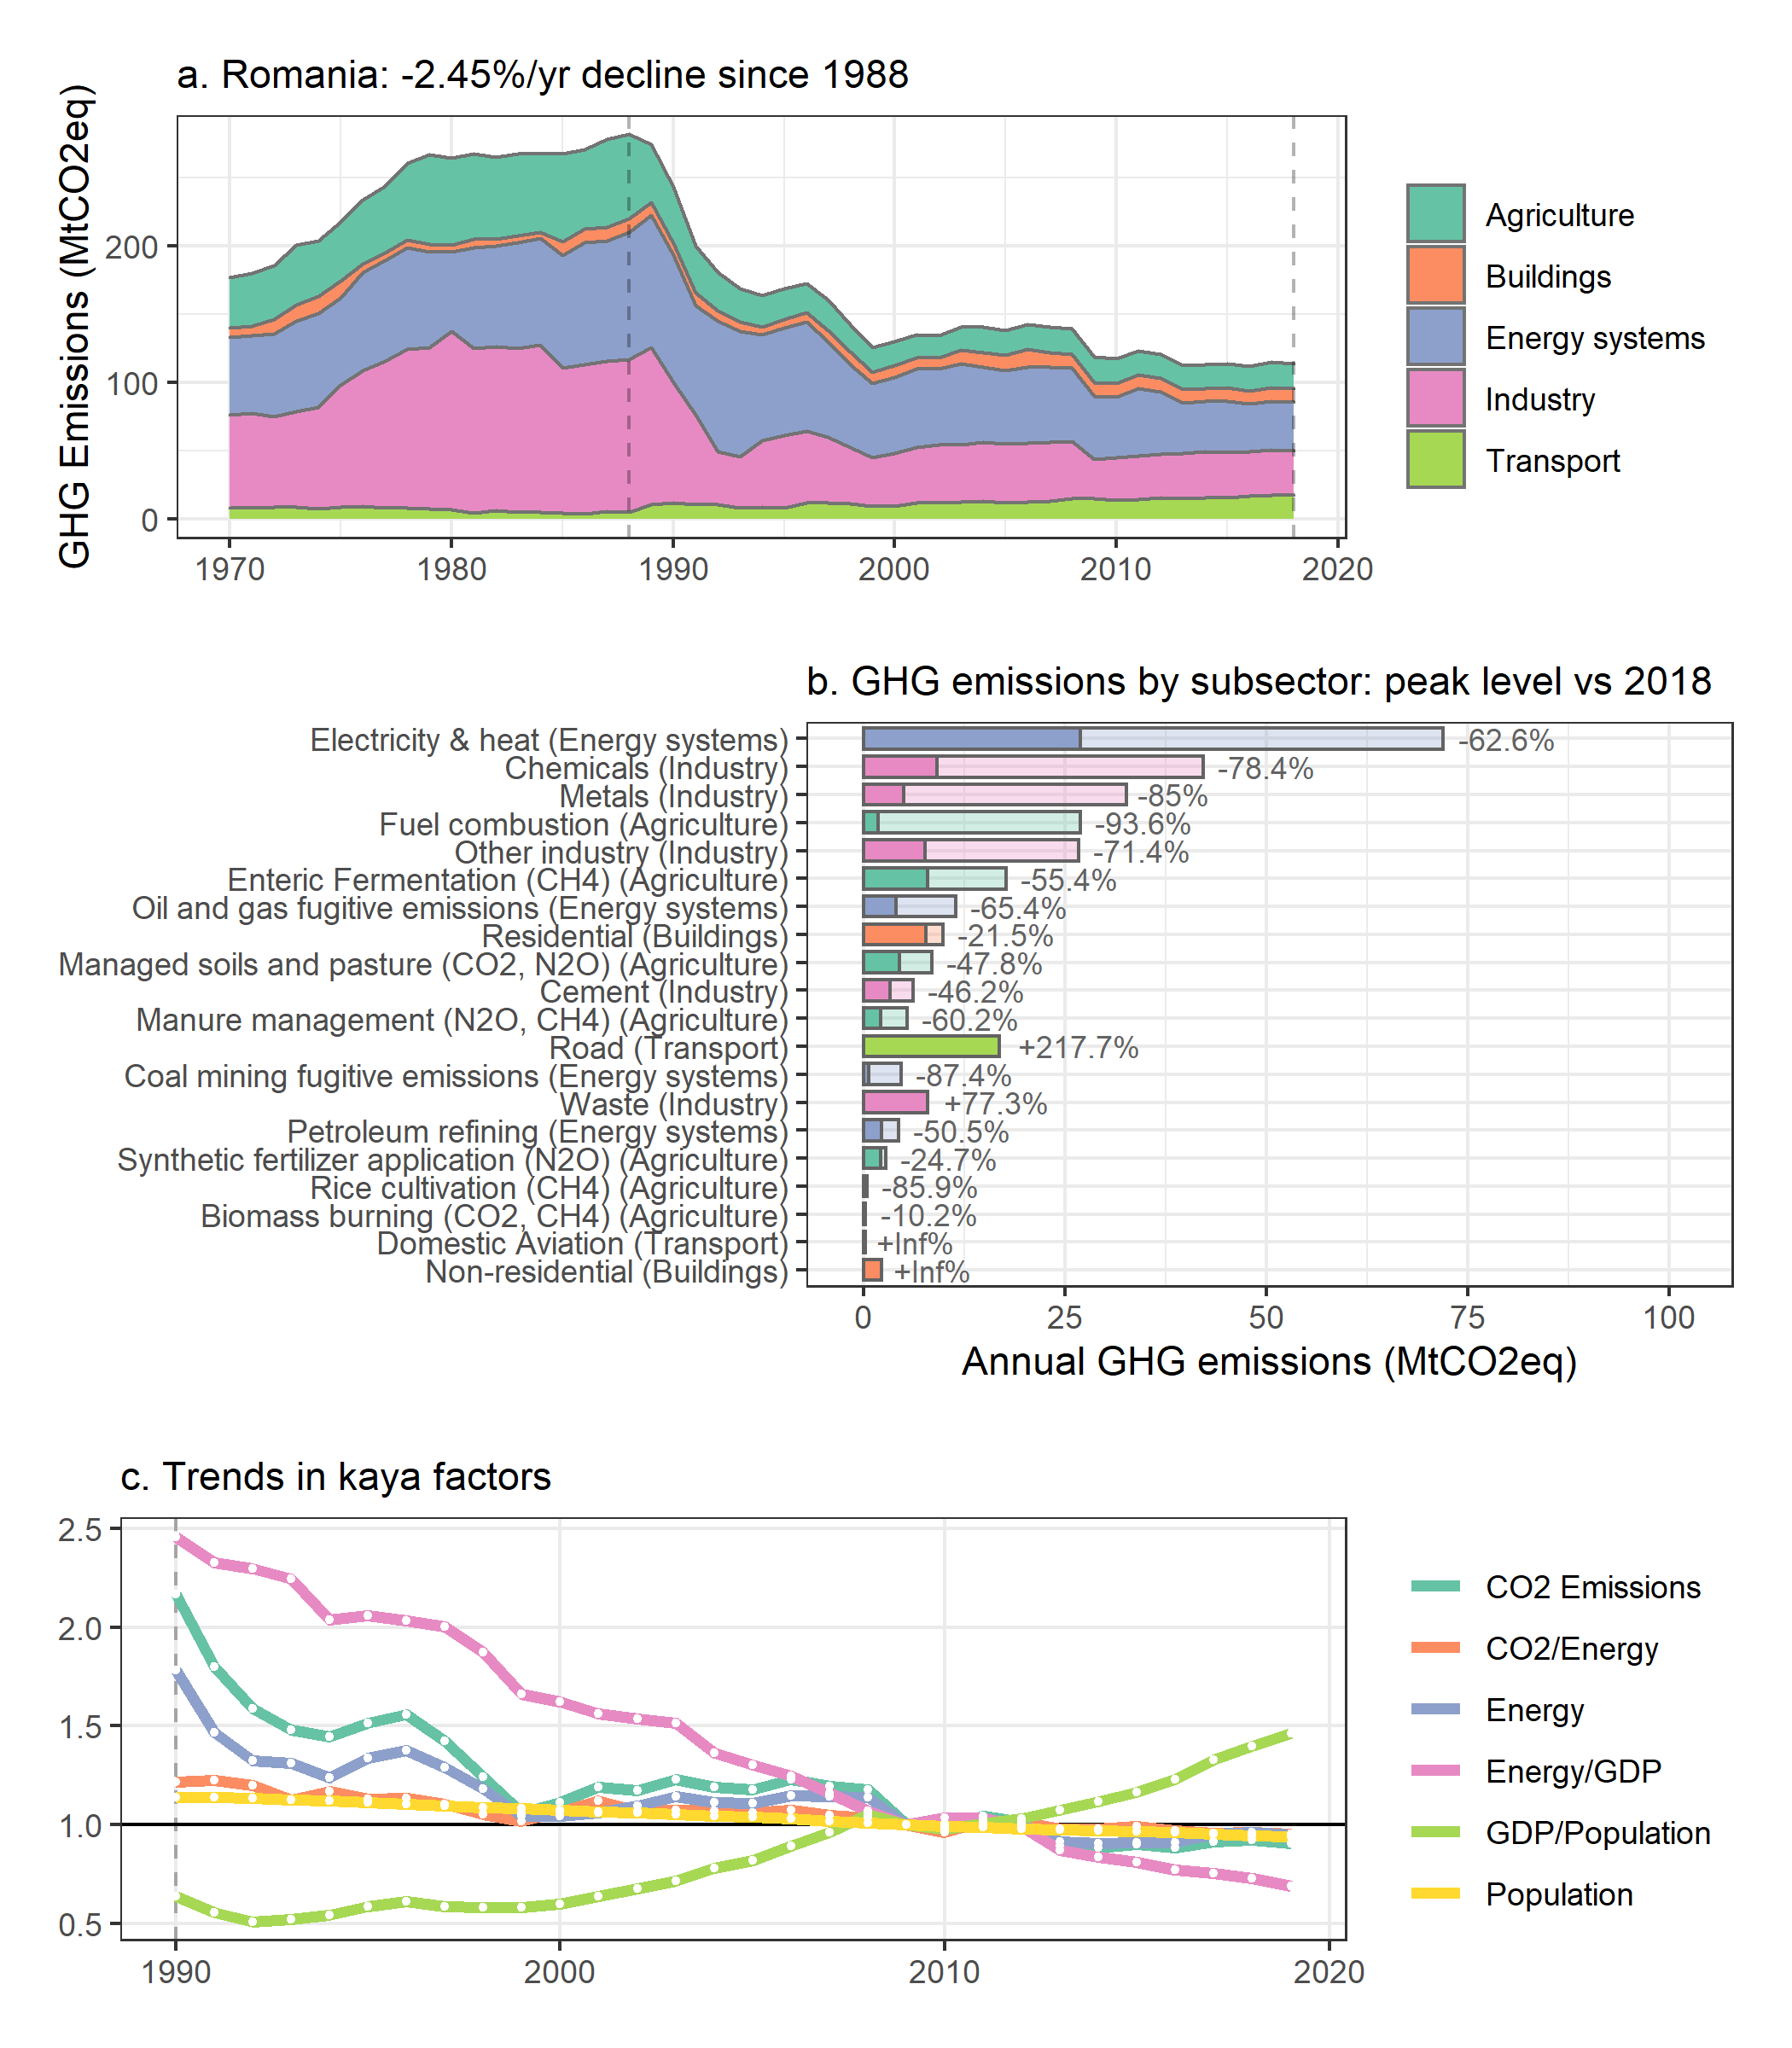 a. Romania: -2.45%/yr decline since 1988
GHG Emissions (MtCO2eq)
200
100
0
1970
1980
1990
2000
2010
2020
Agriculture
Buildings
Energy systems
Industry
Transport
b. GHG emissions by subsector: peak level vs 2018
Electricity & heat (Energy systems) -62.6%
Chemicals (Industry) -78.4%
Metals (Industry) -85%
Fuel combustion (Agriculture) -93.6%
Other industry (Industry) -71.4%
Enteric Fermentation (CH4) (Agriculture) -55.4%
Oil and gas fugitive emissions (Energy systems) -65.4%
Residential (Buildings) -21.5%
Managed soils and pasture (CO2, N2O) (Agriculture) -47.8%
Cement (Industry) -46.2%
Manure management (N2O, CH4) (Agriculture) -60.2%
Road (Transport) +217.7%
Coal mining fugitive emissions (Energy systems) -87.4%
Waste (Industry) +77.3%
Petroleum refining (Energy systems) -50.5%
Synthetic fertilizer application (N2O) (Agriculture) -24.7%
Rice cultivation (CH4) (Agriculture) -85.9%
Biomass burning (CO2, CH4) (Agriculture) -10.2%
Domestic Aviation (Transport) +Inf%
Non-residential (Buildings) +Inf%
0
25
50
75
100
Annual GHG emissions (MtCO2eq)
c. Trends in kaya factors
2.5
2.0
1.5
1.0
0.5
1990
2000
2010
2020
CO2 Emissions
CO2/Energy
Energy
Energy/GDP
GDP/Population
Population